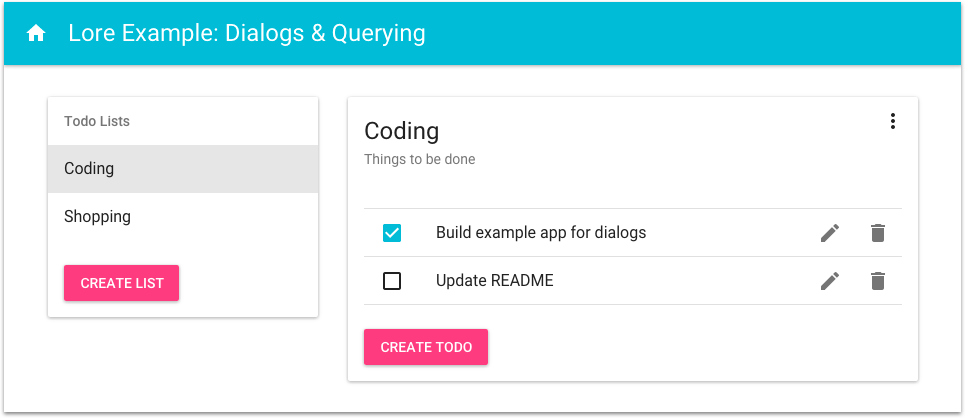 Lore Example: Dialogs & Querying
Todo Lists
Coding
Shopping
CREATE LIST
Coding
Things to be done
Build example app for dialogs
Update README
CREATE TODO